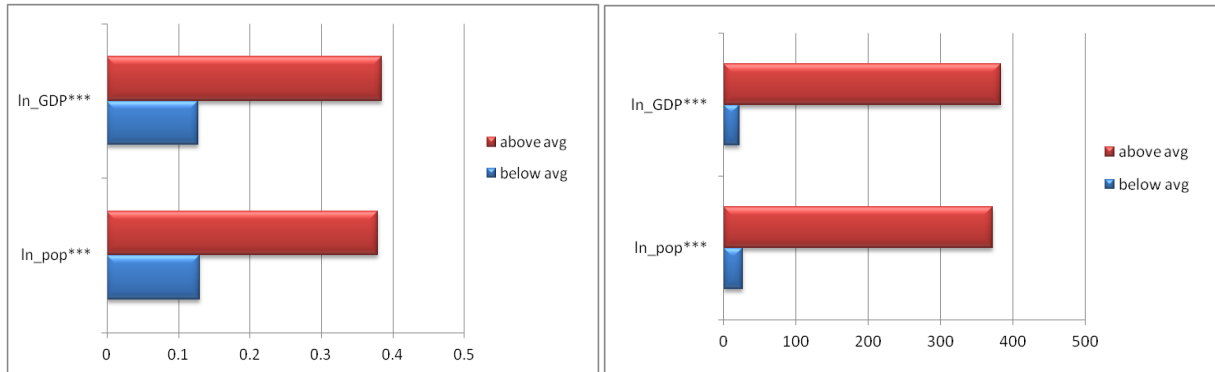 ln_GDP***
ln_pop***
above avg
below avg
0 0.1 0.2 0.3 0.4 0.5
ln_GDP***
ln_pop***
above avg
below avg
0 100 200 300 400 500